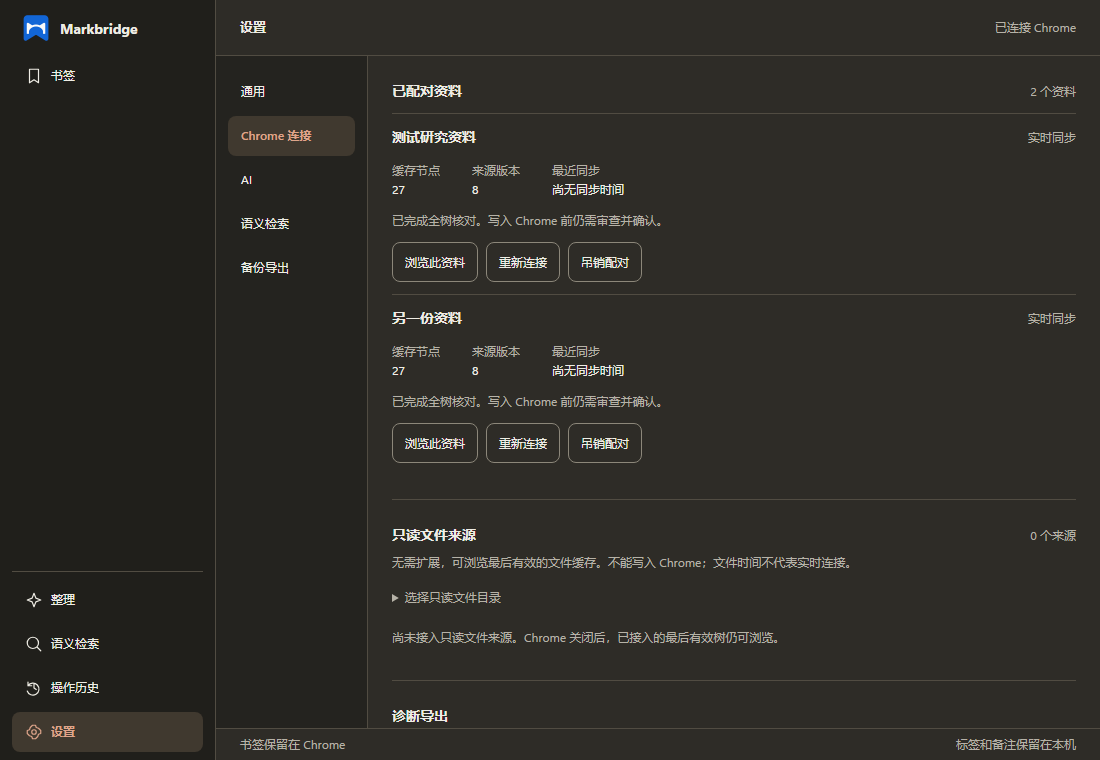 Markbridge
书签
整理
语义检索
操作历史
设置
设置
已连接 Chrome
通用
Chrome 连接
AI
语义检索
备份导出
已配对资料
2 个资料
测试研究资料
实时同步
缓存节点 来源版本 最近同步
27 8 尚无同步时间
已完成全树核对。写入 Chrome 前仍需审查并确认。
浏览此资料 重新连接 吊销配对
另一份资料
实时同步
缓存节点 来源版本 最近同步
27 8 尚无同步时间
已完成全树核对。写入 Chrome 前仍需审查并确认。
浏览此资料 重新连接 吊销配对
只读文件来源
0 个来源
无需扩展，可浏览最后有效的文件缓存。不能写入 Chrome；文件时间不代表实时连接。
选择只读文件目录
尚未接入只读文件来源。Chrome 关闭后，已接入的最后有效树仍可浏览。
诊断导出
书签保留在 Chrome
标签和备注保留在本机